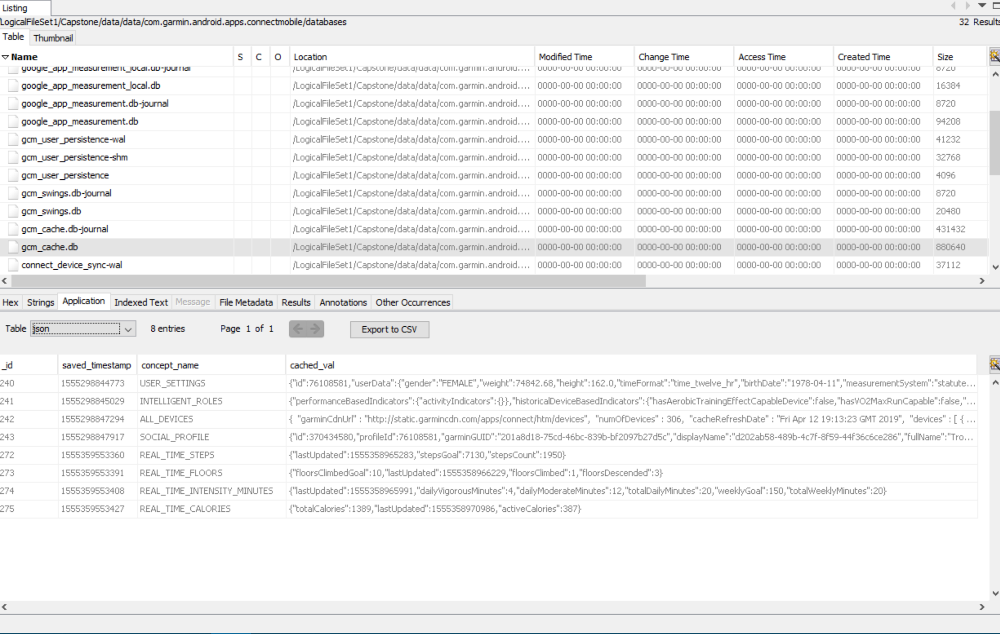 Listing
LogicalFileSet1/Capstone/data/data/com.garmin.android.apps.connectmobile/databases 32 Results
Table Thumbnail
Name S C O Location Modified Time Change Time Access Time Created Time Size
google_app_measurement_local.db-journal /LogicalFileSet1/Capstone/data/data/com.garmin.android.... 0000-00-00 00:00:00 0000-00-00 00:00:00 0000-00-00 00:00:00 0000-00-00 00:00:00 8720
google_app_measurement_local.db /LogicalFileSet1/Capstone/data/data/com.garmin.android.... 0000-00-00 00:00:00 0000-00-00 00:00:00 0000-00-00 00:00:00 0000-00-00 00:00:00 16384
google_app_measurement.db-journal /LogicalFileSet1/Capstone/data/data/com.garmin.android.... 0000-00-00 00:00:00 0000-00-00 00:00:00 0000-00-00 00:00:00 0000-00-00 00:00:00 8720
google_app_measurement.db /LogicalFileSet1/Capstone/data/data/com.garmin.android.... 0000-00-00 00:00:00 0000-00-00 00:00:00 0000-00-00 00:00:00 0000-00-00 00:00:00 94208
gcm_user_persistence-wal /LogicalFileSet1/Capstone/data/data/com.garmin.android.... 0000-00-00 00:00:00 0000-00-00 00:00:00 0000-00-00 00:00:00 0000-00-00 00:00:00 41232
gcm_user_persistence-shm /LogicalFileSet1/Capstone/data/data/com.garmin.android.... 0000-00-00 00:00:00 0000-00-00 00:00:00 0000-00-00 00:00:00 0000-00-00 00:00:00 32768
gcm_user_persistence /LogicalFileSet1/Capstone/data/data/com.garmin.android.... 0000-00-00 00:00:00 0000-00-00 00:00:00 0000-00-00 00:00:00 0000-00-00 00:00:00 4096
gcm_swings.db-journal /LogicalFileSet1/Capstone/data/data/com.garmin.android.... 0000-00-00 00:00:00 0000-00-00 00:00:00 0000-00-00 00:00:00 0000-00-00 00:00:00 8720
gcm_swings.db /LogicalFileSet1/Capstone/data/data/com.garmin.android.... 0000-00-00 00:00:00 0000-00-00 00:00:00 0000-00-00 00:00:00 0000-00-00 00:00:00 20480
gcm_cache.db-journal /LogicalFileSet1/Capstone/data/data/com.garmin.android.... 0000-00-00 00:00:00 0000-00-00 00:00:00 0000-00-00 00:00:00 0000-00-00 00:00:00 431432
gcm_cache.db /LogicalFileSet1/Capstone/data/data/com.garmin.android.... 0000-00-00 00:00:00 0000-00-00 00:00:00 0000-00-00 00:00:00 0000-00-00 00:00:00 880640
connect_device_sync-wal /LogicalFileSet1/Capstone/data/data/com.garmin.android.... 0000-00-00 00:00:00 0000-00-00 00:00:00 0000-00-00 00:00:00 0000-00-00 00:00:00 37112
Hex Strings Application Indexed Text Message File Metadata Results Annotations Other Occurrences
Table json 8 entries Page 1 of 1 Export to CSV
_id saved_timestamp concept_name cached_val
240 1555298844773 USER_SETTINGS {"id":76108581,"userData":{"gender":"FEMALE","weight":74842.68,"height":162.0,"timeFormat":"time_twelve_hr","birthDate":"1978-04-11","measurementSystem":"statute...
241 1555298845029 INTELLIGENT_ROLES {"performanceBasedIndicators":{"activityIndicators":{}},"historicalDeviceBasedIndicators":{"hasAerobicTrainingEffectCapableDevice":false,"hasVO2MaxRunCapable":false,"...
242 1555298847294 ALL_DEVICES { "garminCdnUrl" : "http://static.garmincdn.com/apps/connect/htm/devices", "numOfDevices" : 306, "cacheRefreshDate" : "Fri Apr 12 19:13:23 GMT 2019", "devices" : [ { ...
243 1555298847917 SOCIAL_PROFILE {"id":370434580,"profileId":76108581,"garminGUID":"201a8d18-75cd-46bc-839b-bf2097b27d5c","displayName":"d202ab58-489b-4c7f-8f59-44f36c6ce286","fullName":"Tro...
272 1555359553360 REAL_TIME_STEPS {"lastUpdated":1555358965283,"stepsGoal":7130,"stepsCount":1950}
273 1555359553391 REAL_TIME_FLOORS {"floorsClimbedGoal":10,"lastUpdated":1555358966229,"floorsClimbed":1,"floorsDescended":3}
274 1555359553408 REAL_TIME_INTENSITY_MINUTES {"lastUpdated":1555358965991,"dailyVigorousMinutes":4,"dailyModerateMinutes":12,"totalDailyMinutes":20,"weeklyGoal":150,"totalWeeklyMinutes":20}
275 1555359553427 REAL_TIME_CALORIES {"totalCalories":1389,"lastUpdated":1555358970986,"activeCalories":387}